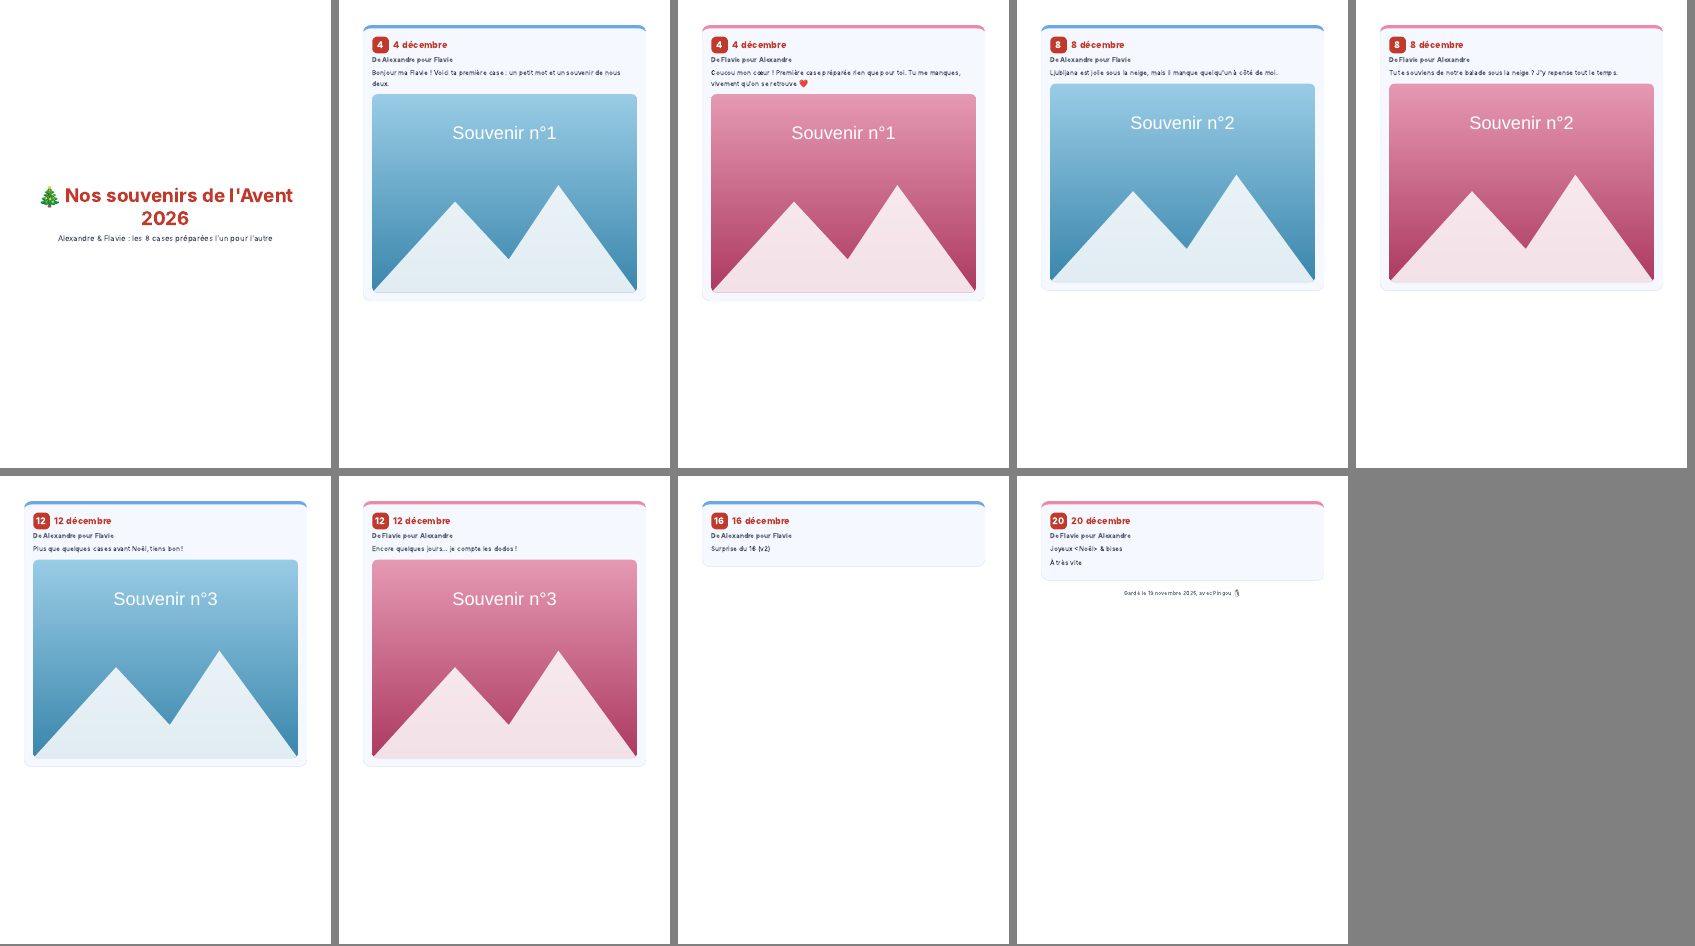 🎄 Nos souvenirs de l'Avent
2026
Alexandre & Flavie : les 8 cases préparées l'un pour l'autre
4 4 décembre
De Alexandre pour Flavie
Bonjour ma Flavie ! Voici ta première case : un petit mot et un souvenir de nous
deux.
Souvenir n°1
4 4 décembre
De Flavie pour Alexandre
Coucou mon cœur ! Première case préparée rien que pour toi. Tu me manques,
vivement qu'on se retrouve ❤️
Souvenir n°1
8 8 décembre
De Alexandre pour Flavie
Ljubljana est jolie sous la neige, mais il manque quelqu'un à côté de moi.
Souvenir n°2
8 8 décembre
De Flavie pour Alexandre
Tu te souviens de notre balade sous la neige ? J'y repense tout le temps.
Souvenir n°2
12 12 décembre
De Alexandre pour Flavie
Plus que quelques cases avant Noël, tiens bon !
Souvenir n°3
12 12 décembre
De Flavie pour Alexandre
Encore quelques jours… je compte les dodos !
Souvenir n°3
16 16 décembre
De Alexandre pour Flavie
Surprise du 16 (v2)
20 20 décembre
De Flavie pour Alexandre
Joyeux <Noël> & bises
À très vite
Gardé le 19 novembre 2026, avec Pingou 🐧